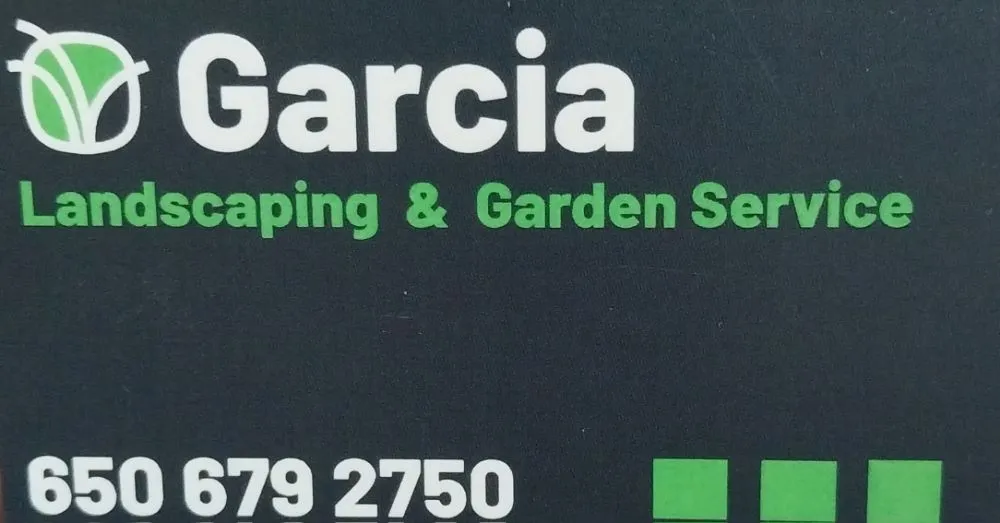 Garcia
Landscaping & Garden Service
650 679 2750